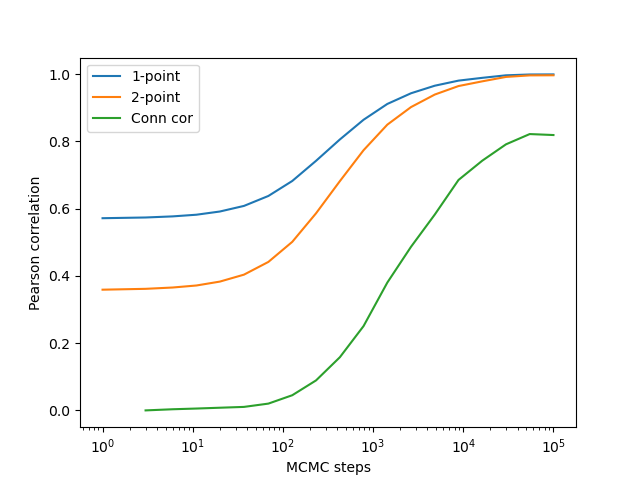 1-point
2-point
Conn cor
Pearson correlation
1.0
0.8
0.6
0.4
0.2
0.0
10⁰ 10¹ 10² 10³ 10⁴ 10⁵
MCMC steps